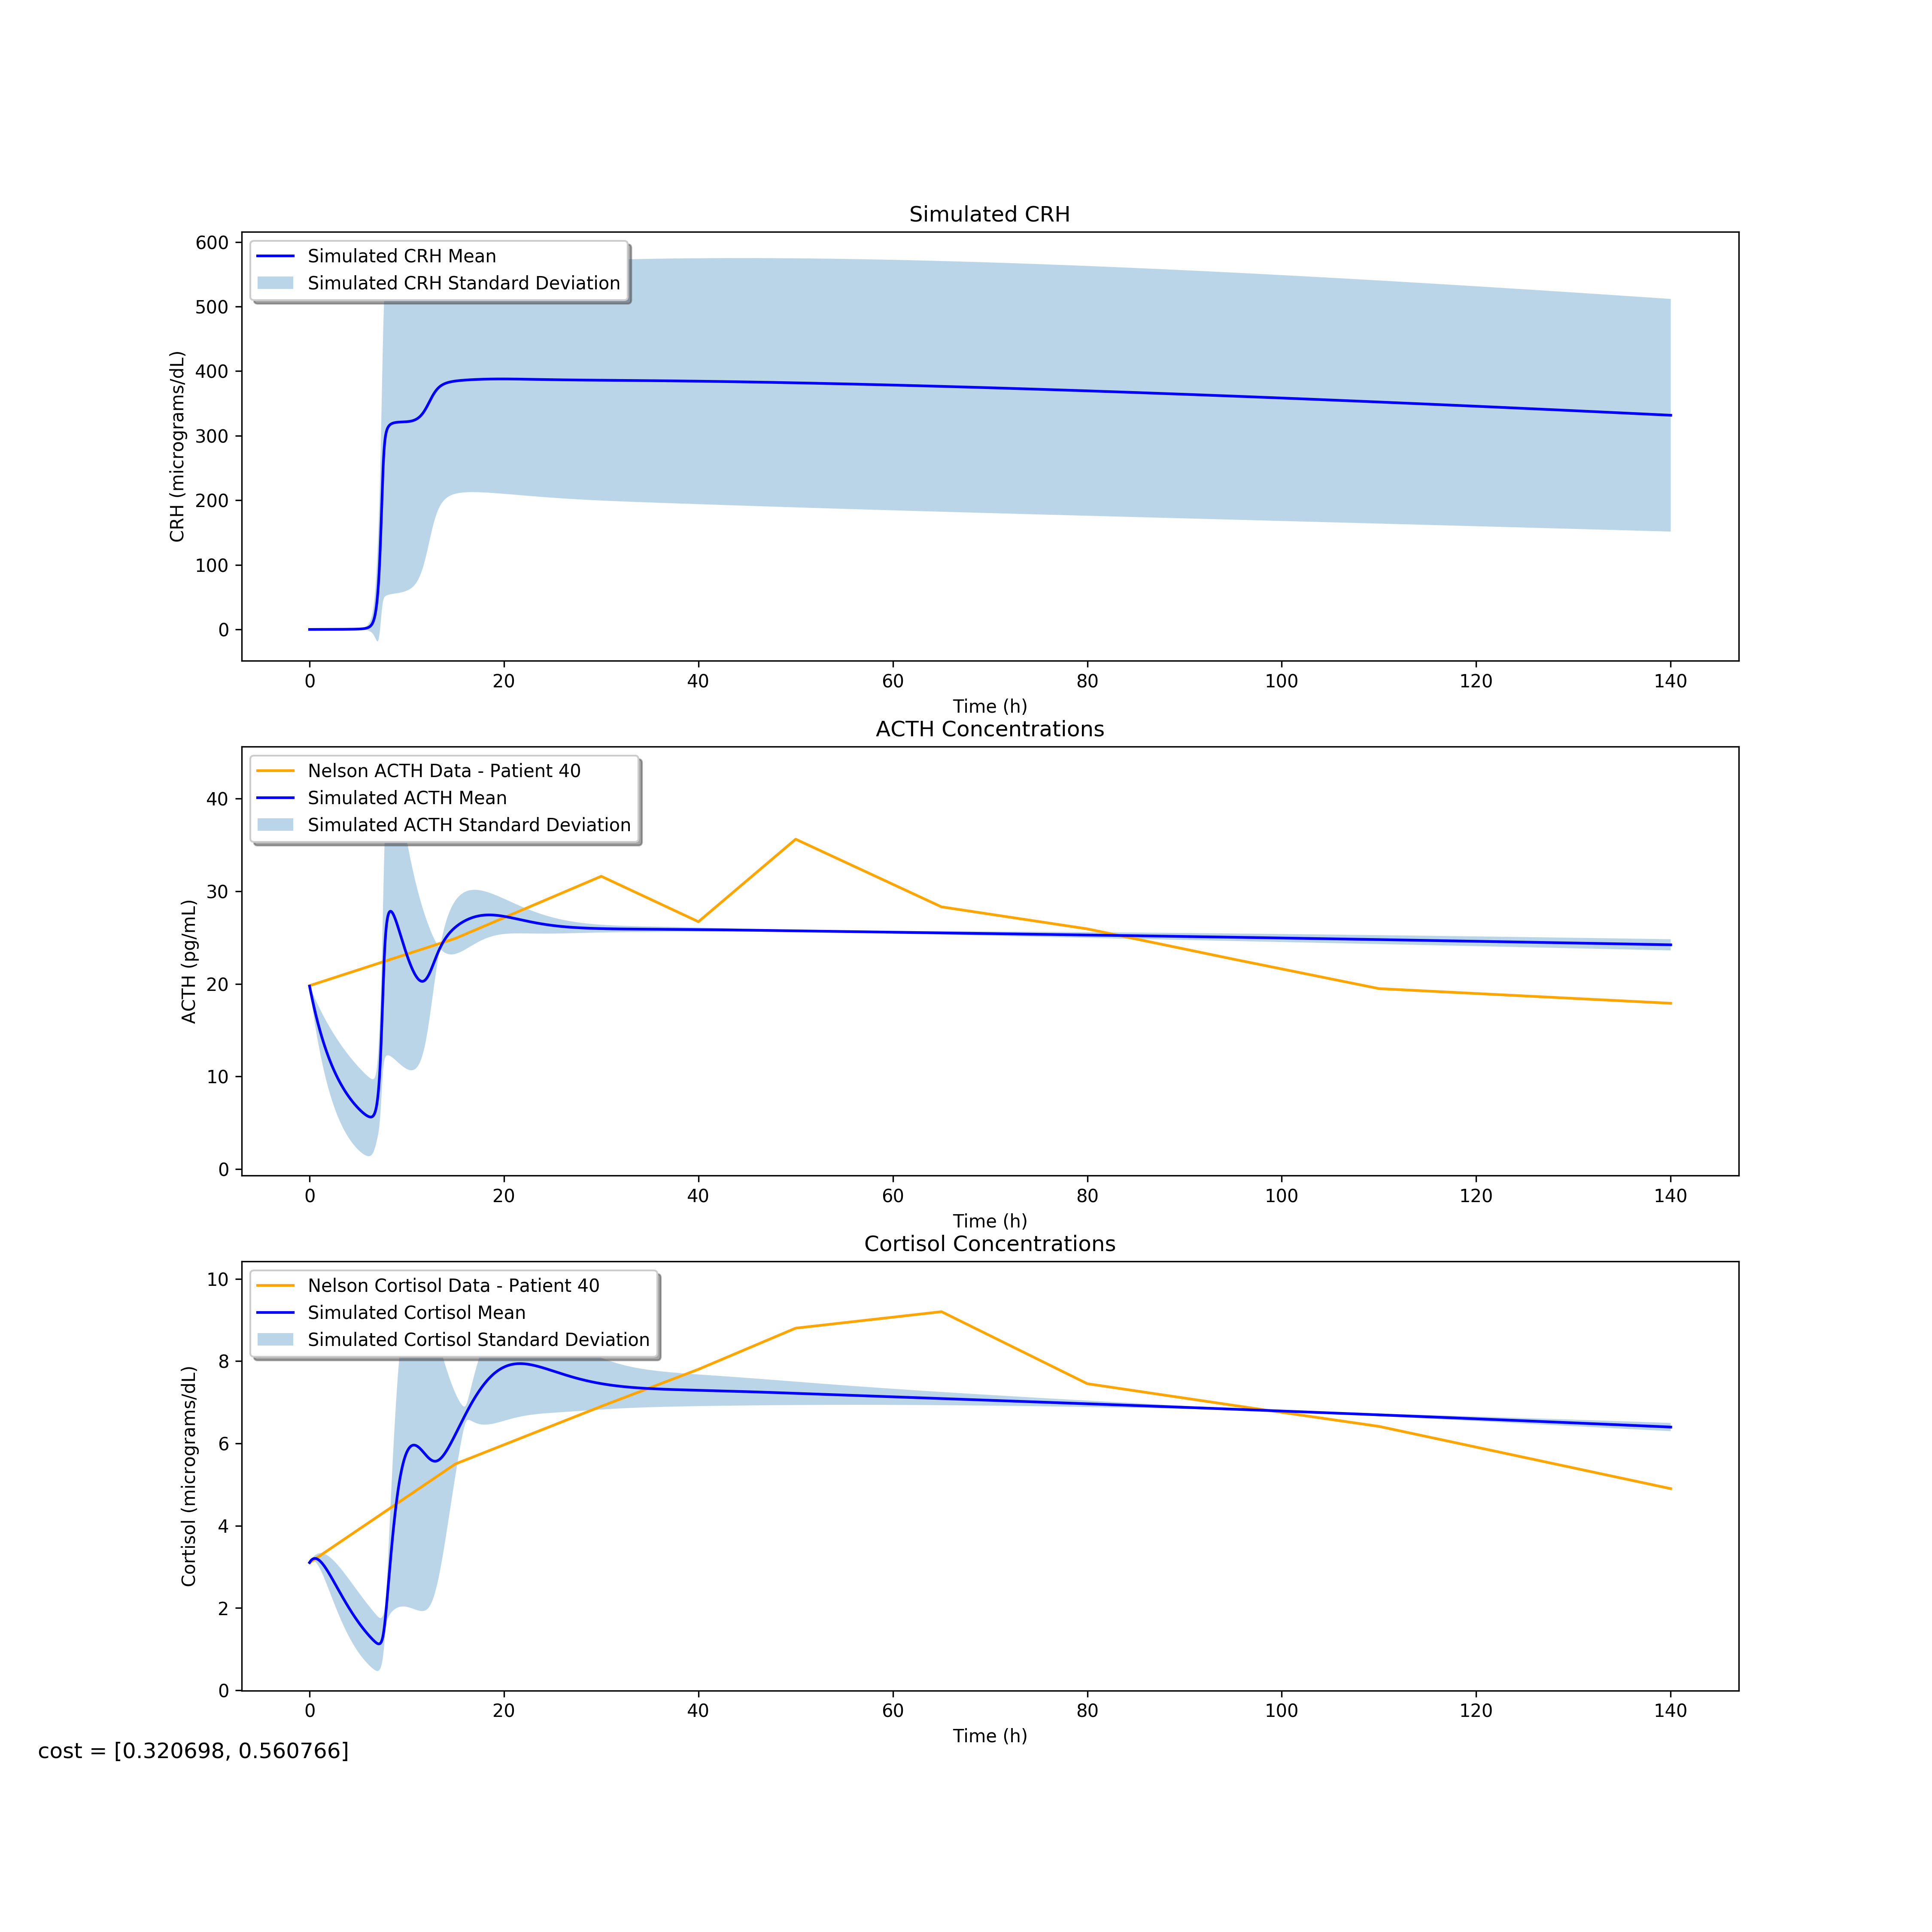 Simulated CRH
Simulated CRH Mean
Simulated CRH Standard Deviation
CRH (micrograms/dL)
600
500
400
300
200
100
0
0 20 40 60 80 100 120 140
Time (h)
ACTH Concentrations
Nelson ACTH Data - Patient 40
Simulated ACTH Mean
Simulated ACTH Standard Deviation
ACTH (pg/mL)
40
30
20
10
0
0 20 40 60 80 100 120 140
Time (h)
Cortisol Concentrations
Nelson Cortisol Data - Patient 40
Simulated Cortisol Mean
Simulated Cortisol Standard Deviation
Cortisol (micrograms/dL)
10
8
6
4
2
0
0 20 40 60 80 100 120 140
Time (h)
cost = [0.320698, 0.560766]